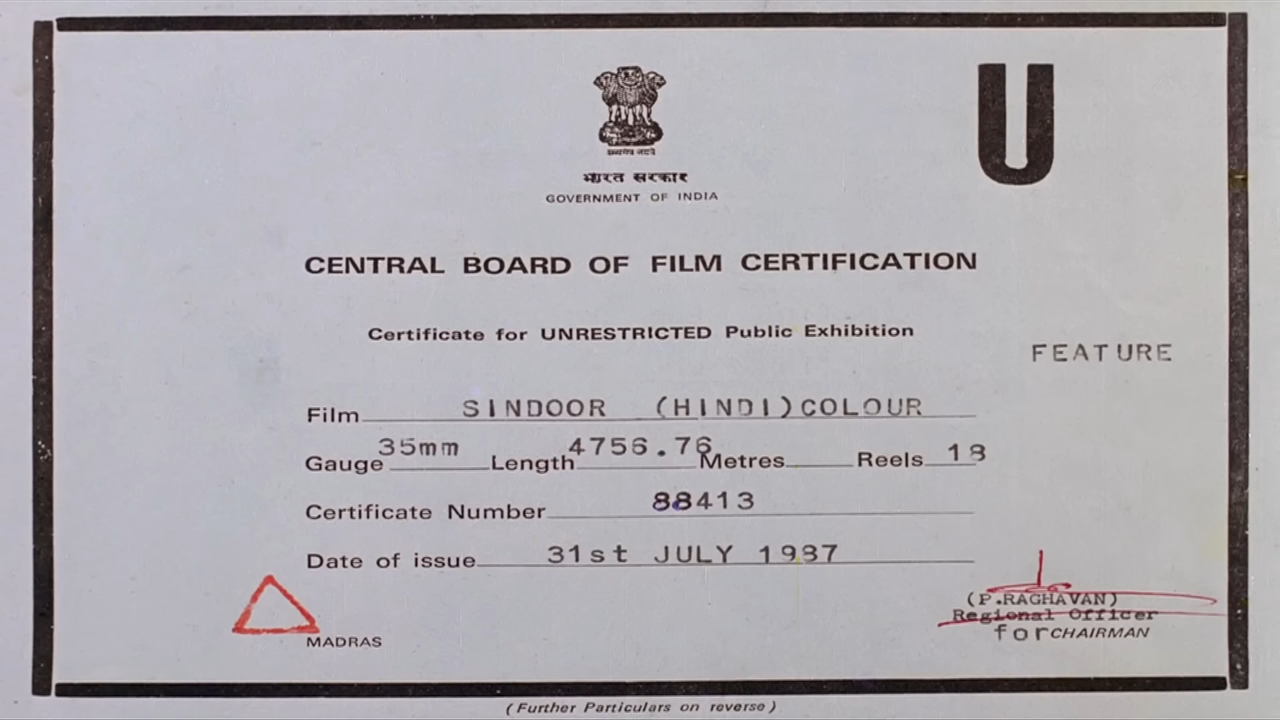 सत्यमेव जयते
भारत सरकार
GOVERNMENT OF INDIA
U
CENTRAL BOARD OF FILM CERTIFICATION
Certificate for UNRESTRICTED Public Exhibition
FEATURE
Film SINDOOR (HINDI) COLOUR
Gauge 35mm Length 4756.76 Metres Reels 18
Certificate Number 88413
Date of issue 31st JULY 1987
(P.RAGHAVAN)
Regional Officer
for CHAIRMAN
MADRAS
(Further Particulars on reverse)